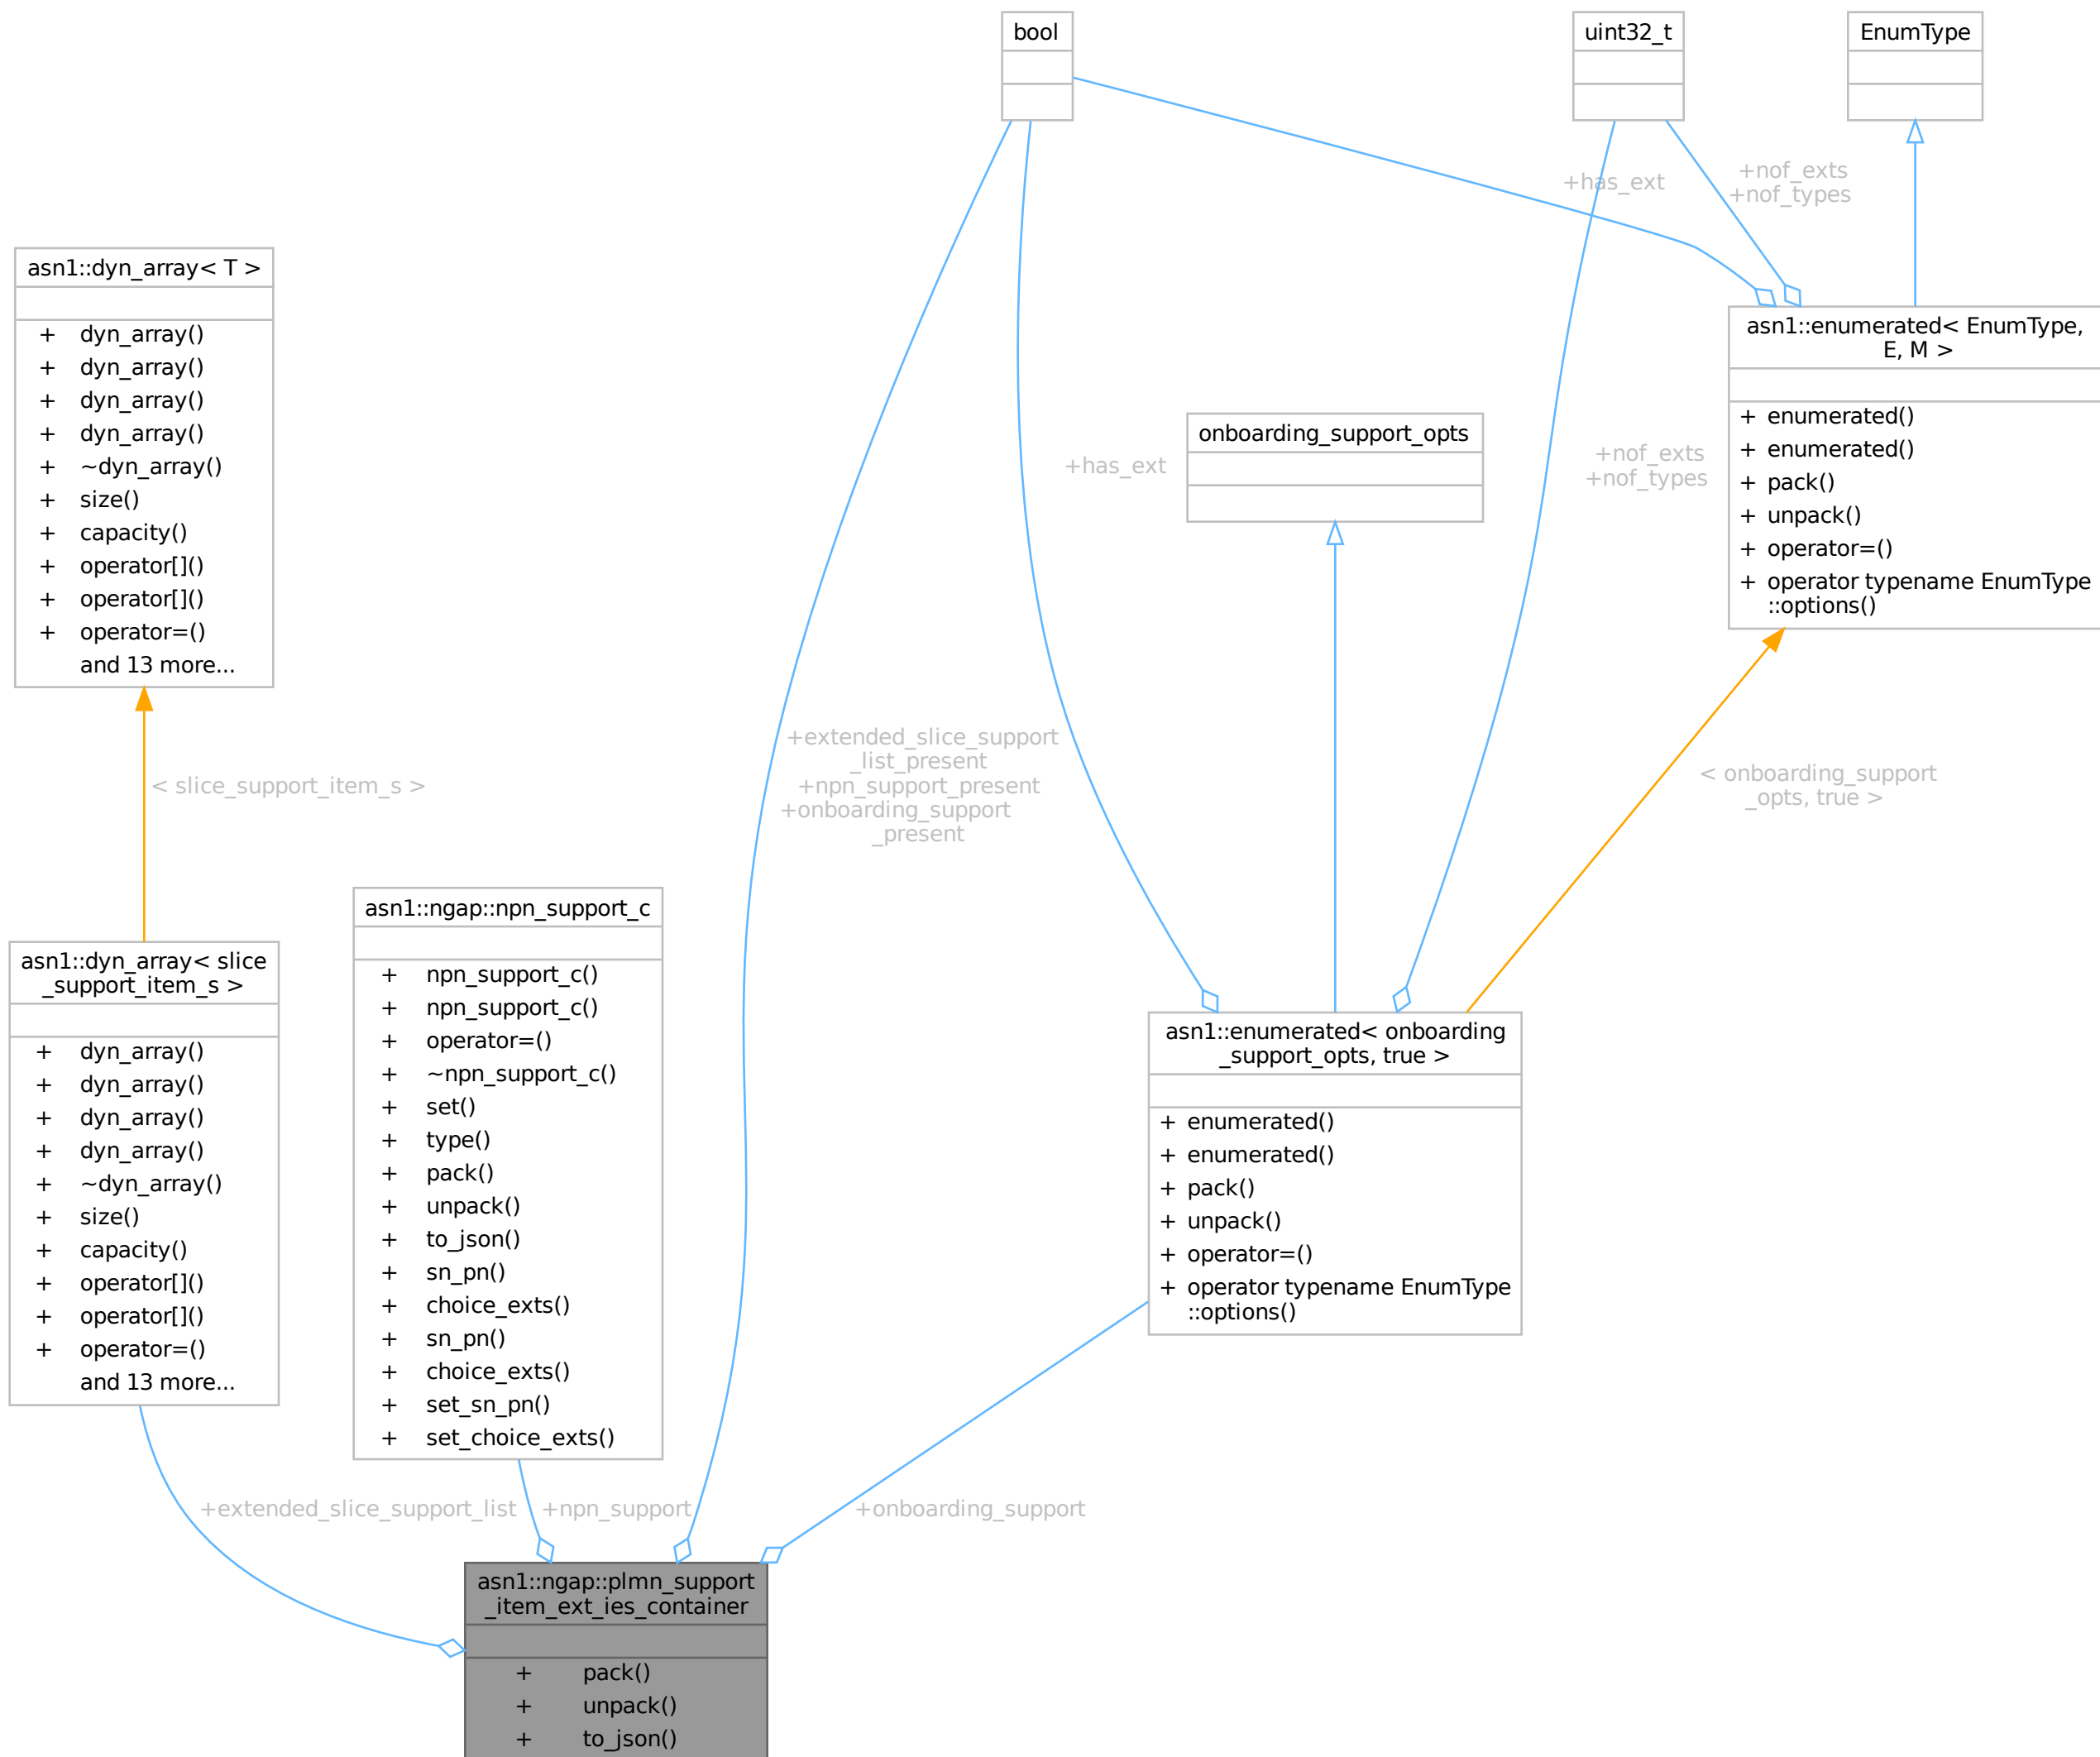 bool
uint32_t
EnumType
+has_ext
+nof_exts
+nof_types
asn1::dyn_array< T >
+ dyn_array()
+ dyn_array()
+ dyn_array()
+ dyn_array()
+ ~dyn_array()
+ size()
+ capacity()
+ operator[]()
+ operator[]()
+ operator=()
and 13 more...
asn1::enumerated< EnumType,
E, M >
+ enumerated()
+ enumerated()
+ pack()
+ unpack()
+ operator=()
+ operator typename EnumType
::options()
onboarding_support_opts
+has_ext
+nof_exts
+nof_types
< slice_support_item_s >
+extended_slice_support
_list_present
+npn_support_present
+onboarding_support
_present
< onboarding_support
_opts, true >
asn1::dyn_array< slice
_support_item_s >
+ dyn_array()
+ dyn_array()
+ dyn_array()
+ dyn_array()
+ ~dyn_array()
+ size()
+ capacity()
+ operator[]()
+ operator[]()
+ operator=()
and 13 more...
asn1::ngap::npn_support_c
+ npn_support_c()
+ npn_support_c()
+ operator=()
+ ~npn_support_c()
+ set()
+ type()
+ pack()
+ unpack()
+ to_json()
+ sn_pn()
+ choice_exts()
+ sn_pn()
+ choice_exts()
+ set_sn_pn()
+ set_choice_exts()
asn1::enumerated< onboarding
_support_opts, true >
+ enumerated()
+ enumerated()
+ pack()
+ unpack()
+ operator=()
+ operator typename EnumType
::options()
+extended_slice_support_list
+npn_support
+onboarding_support
asn1::ngap::plmn_support
_item_ext_ies_container
+ pack()
+ unpack()
+ to_json()